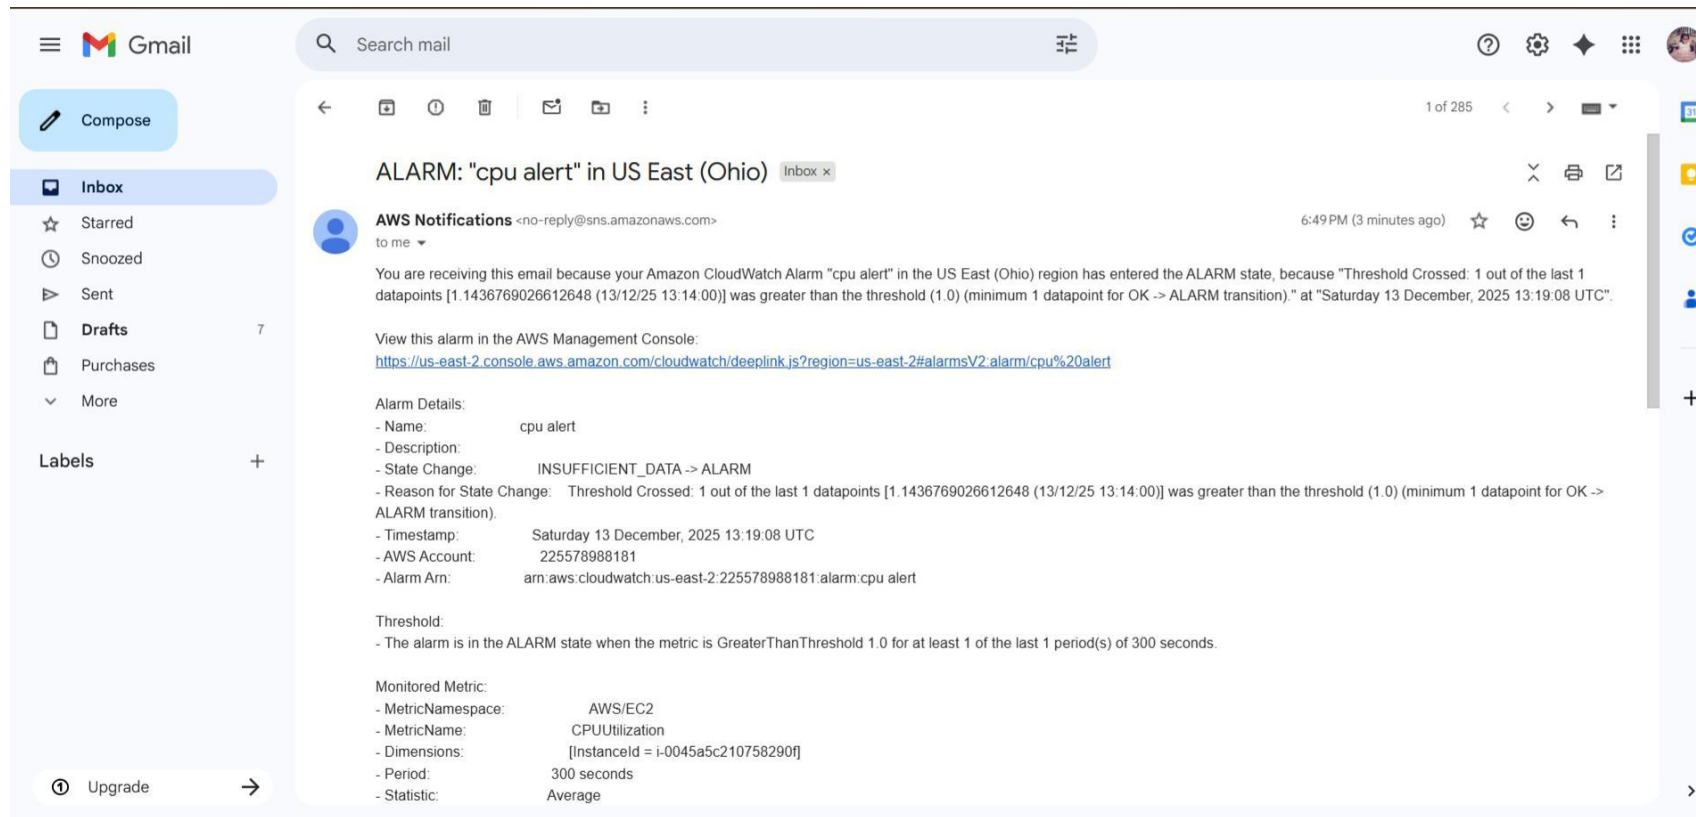 Gmail
Search mail
Compose
1 of 285
31
ALARM: "cpu alert" in US East (Ohio) Inbox ×
Inbox
AWS Notifications <no-reply@sns.amazonaws.com>
6:49 PM (3 minutes ago)
to me
Starred
Snoozed
Sent
Drafts 7
Purchases
More
Labels
You are receiving this email because your Amazon CloudWatch Alarm "cpu alert" in the US East (Ohio) region has entered the ALARM state, because "Threshold Crossed: 1 out of the last 1
datapoints [1.1436769026612648 (13/12/25 13:14:00)] was greater than the threshold (1.0) (minimum 1 datapoint for OK -> ALARM transition)." at "Saturday 13 December, 2025 13:19:08 UTC".
View this alarm in the AWS Management Console:
https://us-east-2.console.aws.amazon.com/cloudwatch/deeplink.js?region=us-east-2#alarmsV2:alarm/cpu%20alert
Alarm Details:
- Name: cpu alert
- Description:
- State Change: INSUFFICIENT_DATA -> ALARM
- Reason for State Change: Threshold Crossed: 1 out of the last 1 datapoints [1.1436769026612648 (13/12/25 13:14:00)] was greater than the threshold (1.0) (minimum 1 datapoint for OK ->
ALARM transition).
- Timestamp: Saturday 13 December, 2025 13:19:08 UTC
- AWS Account: 225578988181
- Alarm Arn: arn:aws:cloudwatch:us-east-2:225578988181:alarm:cpu alert
Threshold:
- The alarm is in the ALARM state when the metric is GreaterThanThreshold 1.0 for at least 1 of the last 1 period(s) of 300 seconds.
Monitored Metric:
- MetricNamespace: AWS/EC2
- MetricName: CPUUtilization
- Dimensions: [InstanceId = i-0045a5c210758290f]
- Period: 300 seconds
- Statistic: Average
Upgrade